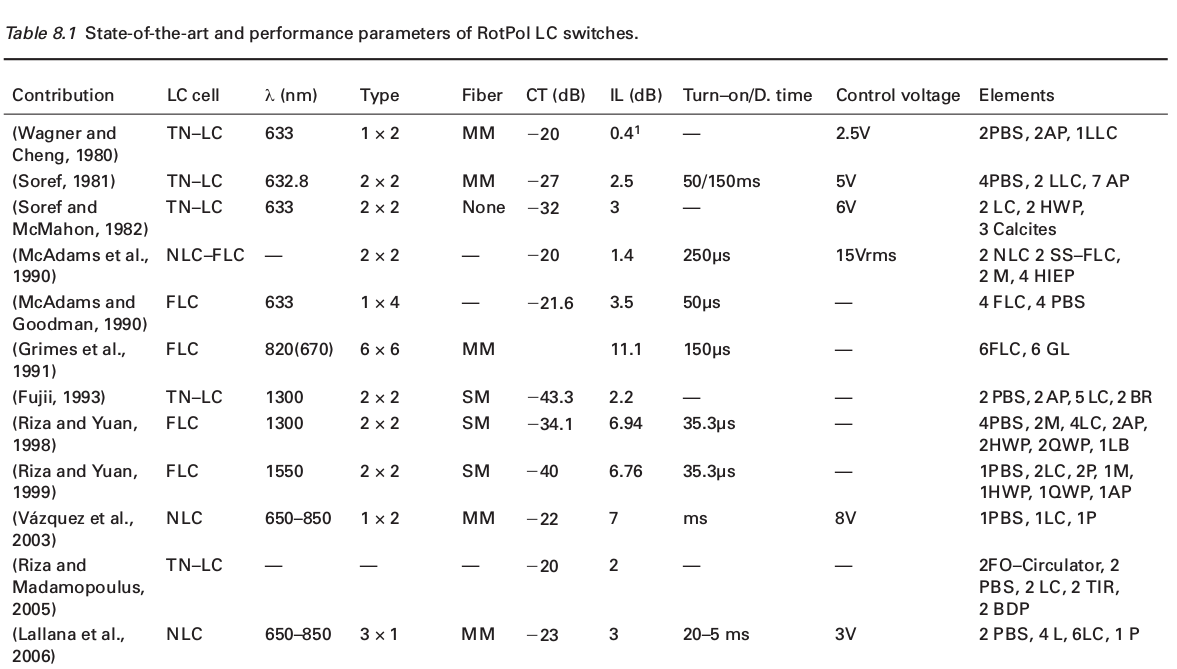 Table 8.1 State-of-the-art and performance parameters of RotPol LC switches.
Contribution LC cell λ (nm) Type Fiber CT (dB) IL (dB) Turn–on/D. time Control voltage Elements
(Wagner and TN–LC 633 1 × 2 MM −20 0.4¹ — 2.5V 2PBS, 2AP, 1LLC
Cheng, 1980)
(Soref, 1981) TN–LC 632.8 2 × 2 MM −27 2.5 50/150ms 5V 4PBS, 2 LLC, 7 AP
(Soref and TN–LC 633 2 × 2 None −32 3 — 6V 2 LC, 2 HWP,
McMahon, 1982) 3 Calcites
(McAdams et al., NLC–FLC — 2 × 2 — −20 1.4 250µs 15Vrms 2 NLC 2 SS–FLC,
1990) 2 M, 4 HIEP
(McAdams and FLC 633 1 × 4 — −21.6 3.5 50µs — 4 FLC, 4 PBS
Goodman, 1990)
(Grimes et al., FLC 820(670) 6 × 6 MM 11.1 150µs — 6FLC, 6 GL
1991)
(Fujii, 1993) TN–LC 1300 2 × 2 SM −43.3 2.2 — — 2 PBS, 2 AP, 5 LC, 2 BR
(Riza and Yuan, FLC 1300 2 × 2 SM −34.1 6.94 35.3µs — 4PBS, 2M, 4LC, 2AP,
1998) 2HWP, 2QWP, 1LB
(Riza and Yuan, FLC 1550 2 × 2 SM −40 6.76 35.3µs — 1PBS, 2LC, 2P, 1M,
1999) 1HWP, 1QWP, 1AP
(Vázquez et al., NLC 650–850 1 × 2 MM −22 7 ms 8V 1PBS, 1LC, 1P
2003)
(Riza and TN–LC — — — −20 2 — — 2FO–Circulator, 2
Madamopoulus, PBS, 2 LC, 2 TIR,
2005) 2 BDP
(Lallana et al., NLC 650–850 3 × 1 MM −23 3 20–5 ms 3V 2 PBS, 4 L, 6LC, 1 P
2006)